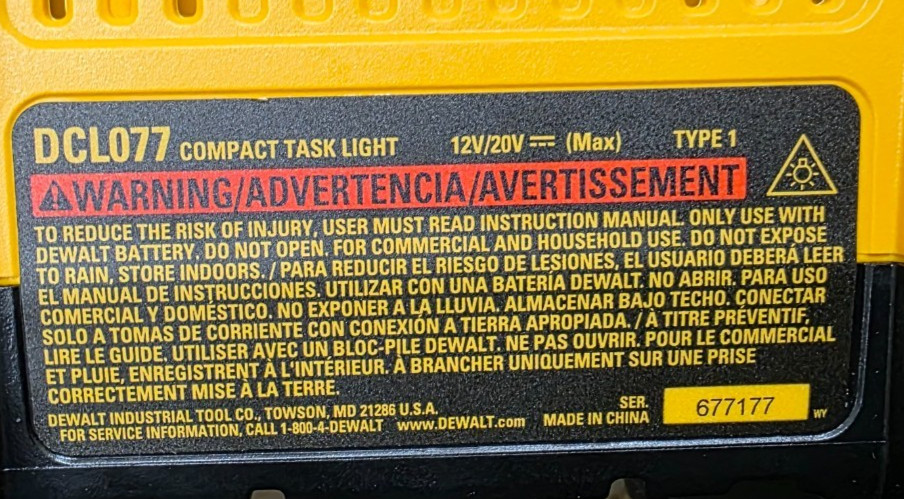 DCL077 COMPACT TASK LIGHT 12V/20V ⎓ (Max) TYPE 1
WARNING/ADVERTENCIA/AVERTISSEMENT
TO REDUCE THE RISK OF INJURY, USER MUST READ INSTRUCTION MANUAL. ONLY USE WITH
DEWALT BATTERY. DO NOT OPEN. FOR COMMERCIAL AND HOUSEHOLD USE. DO NOT EXPOSE
TO RAIN, STORE INDOORS. / PARA REDUCIR EL RIESGO DE LESIONES, EL USUARIO DEBERÁ LEER
EL MANUAL DE INSTRUCCIONES. UTILIZAR CON UNA BATERÍA DEWALT. NO ABRIR. PARA USO
COMERCIAL Y DOMÉSTICO. NO EXPONER A LA LLUVIA. ALMACENAR BAJO TECHO. CONECTAR
SOLO A TOMAS DE CORRIENTE CON CONEXIÓN A TIERRA APROPIADA. / À TITRE PRÉVENTIF,
LIRE LE GUIDE. UTILISER AVEC UN BLOC-PILE DEWALT. NE PAS OUVRIR. POUR LE COMMERCIAL
ET PLUIE, ENREGISTRENT À L'INTÉRIEUR. À BRANCHER UNIQUEMENT SUR UNE PRISE
CORRECTEMENT MISE À LA TERRE.
DEWALT INDUSTRIAL TOOL CO., TOWSON, MD 21286 U.S.A.
FOR SERVICE INFORMATION, CALL 1-800-4-DEWALT www.DEWALT.com
SER.
MADE IN CHINA
677177
WY